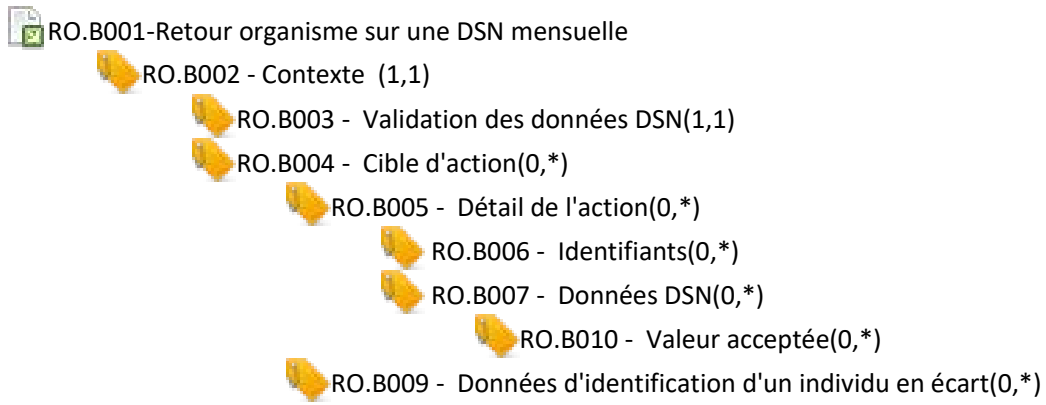 RO.B001-Retour organisme sur une DSN mensuelle
RO.B002 - Contexte (1,1)
RO.B003 - Validation des données DSN(1,1)
RO.B004 - Cible d'action(0,*)
RO.B005 - Détail de l'action(0,*)
RO.B006 - Identifiants(0,*)
RO.B007 - Données DSN(0,*)
RO.B010 - Valeur acceptée(0,*)
RO.B009 - Données d'identification d'un individu en écart(0,*)